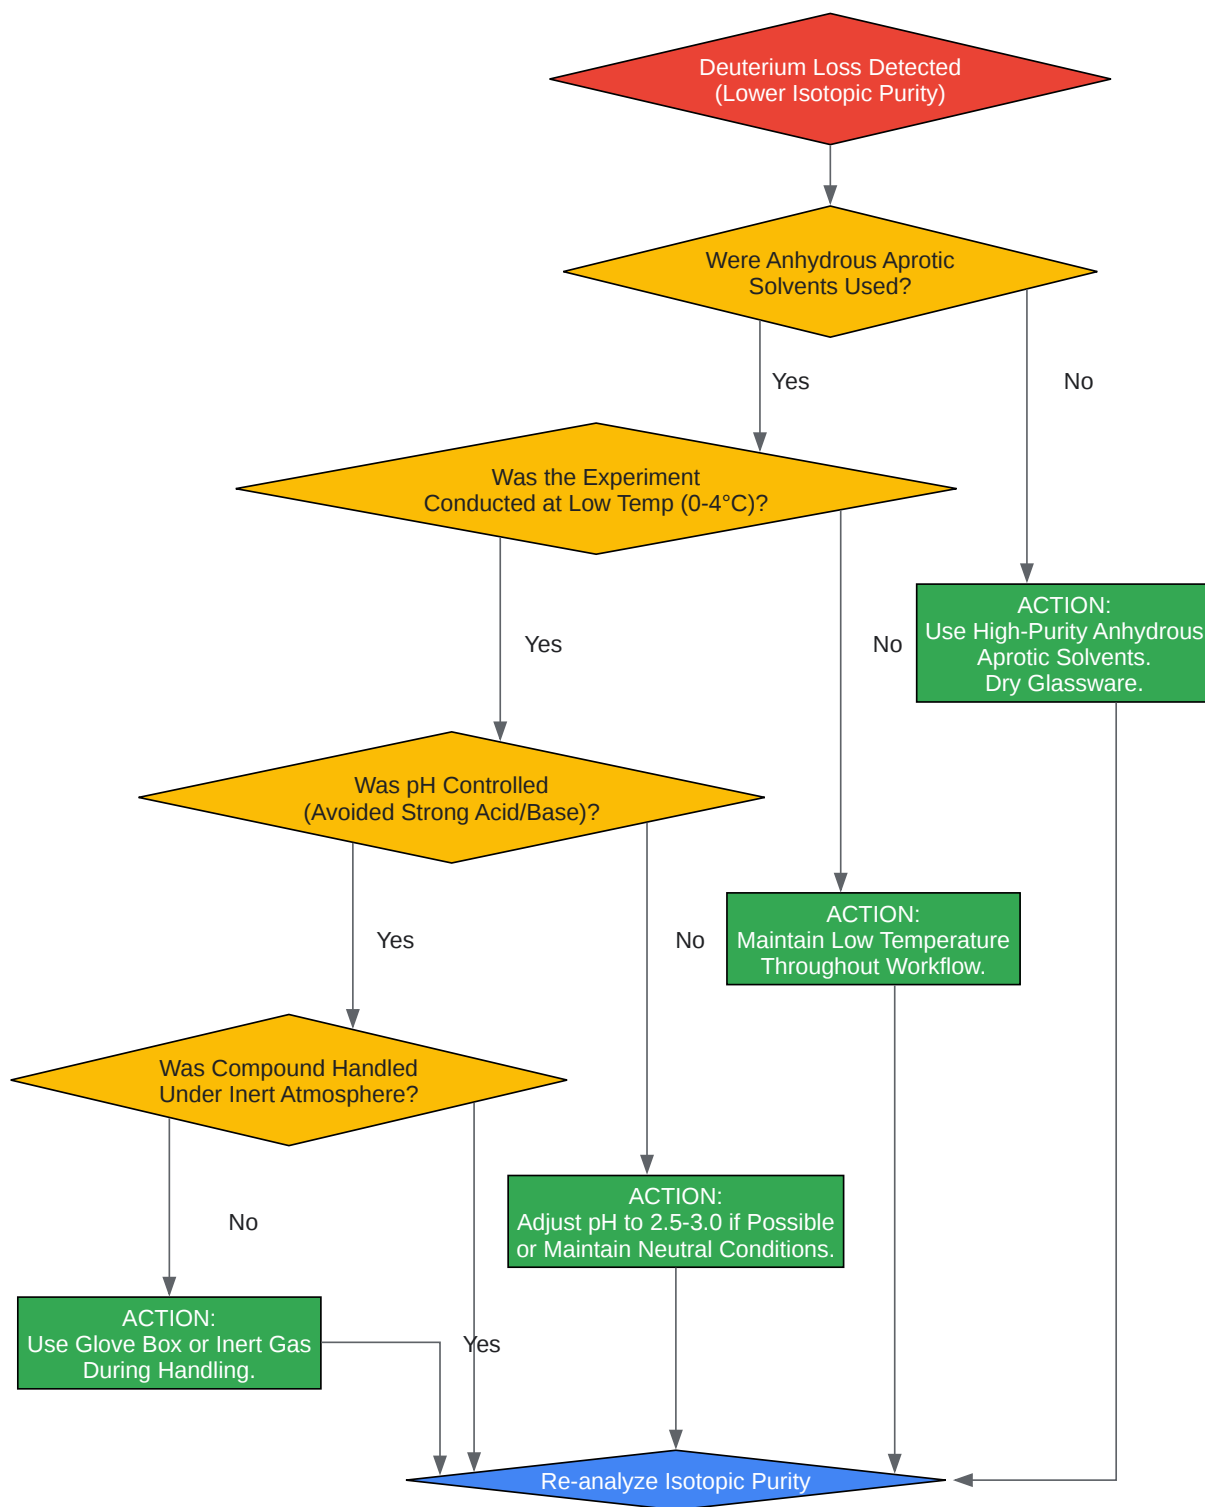 Deuterium Loss Detected
(Lower Isotopic Purity)
Were Anhydrous Aprotic
Solvents Used?
Yes
No
Was the Experiment
Conducted at Low Temp (0-4°C)?
ACTION:
Use High-Purity Anhydrous
Aprotic Solvents.
Dry Glassware.
Yes
No
Was pH Controlled
(Avoided Strong Acid/Base)?
ACTION:
Maintain Low Temperature
Throughout Workflow.
Yes
No
Was Compound Handled
Under Inert Atmosphere?
ACTION:
Adjust pH to 2.5-3.0 if Possible
or Maintain Neutral Conditions.
No
ACTION:
Use Glove Box or Inert Gas
During Handling.
Yes
Re-analyze Isotopic Purity